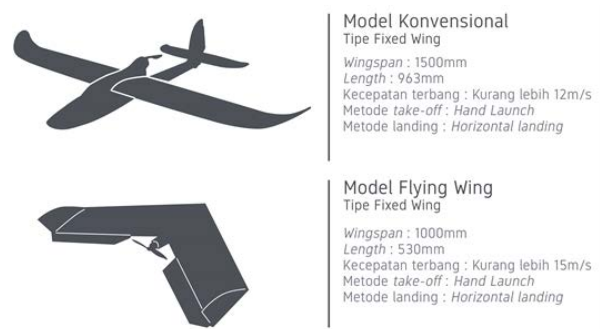 Model Konvensional
Tipe Fixed Wing
Wingspan : 1500mm
Length : 963mm
Kecepatan terbang : Kurang lebih 12m/s
Metode take-off : Hand Launch
Metode landing : Horizontal landing
Model Flying Wing
Tipe Fixed Wing
Wingspan : 1000mm
Length : 530mm
Kecepatan terbang : Kurang lebih 15m/s
Metode take-off : Hand Launch
Metode landing : Horizontal landing